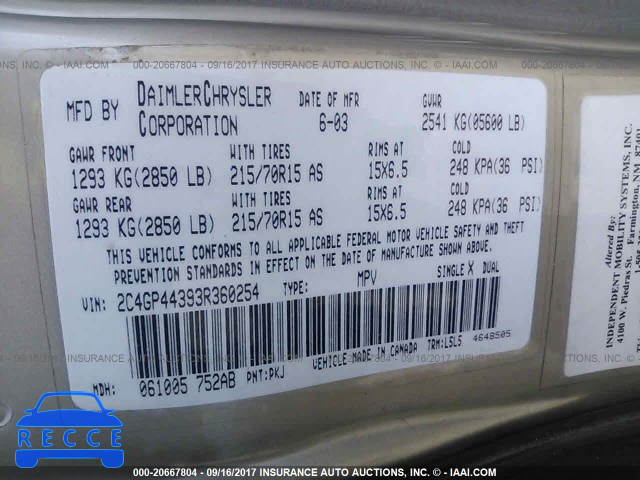 000-20667804 - 09/16/2017 INSURANCE AUTO AUCTIONS, INC. - © IAAI.COM
MFD BY DAIMLERCHRYSLER CORPORATION
DATE OF MFR 6-03
GVWR 2541 KG(05600 LB)
GAWR FRONT WITH TIRES RIMS AT COLD
1293 KG(2850 LB) 215/70R15 AS 15X6.5 248 KPA(36 PSI)
GAWR REAR WITH TIRES RIMS AT COLD
1293 KG(2850 LB) 215/70R15 AS 15X6.5 248 KPA(36 PSI)
THIS VEHICLE CONFORMS TO ALL APPLICABLE FEDERAL MOTOR VEHICLE SAFETY AND THEFT
PREVENTION STANDARDS IN EFFECT ON THE DATE OF MANUFACTURE SHOWN ABOVE.
VIN: 2C4GP44393R360254 TYPE: MPV SINGLE X DUAL
MDH: 061005 752AB PNT:PKJ VEHICLE MADE IN CANADA TRM:LSLS 4648505
Altered By:
INDEPENDENT MOBILITY SYSTEMS, INC.
4100 W. Piedras St. Farmington, NM 87401
RECCE
000-20667804 - 09/16/2017 INSURANCE AUTO AUCTIONS, INC. - © IAAI.COM